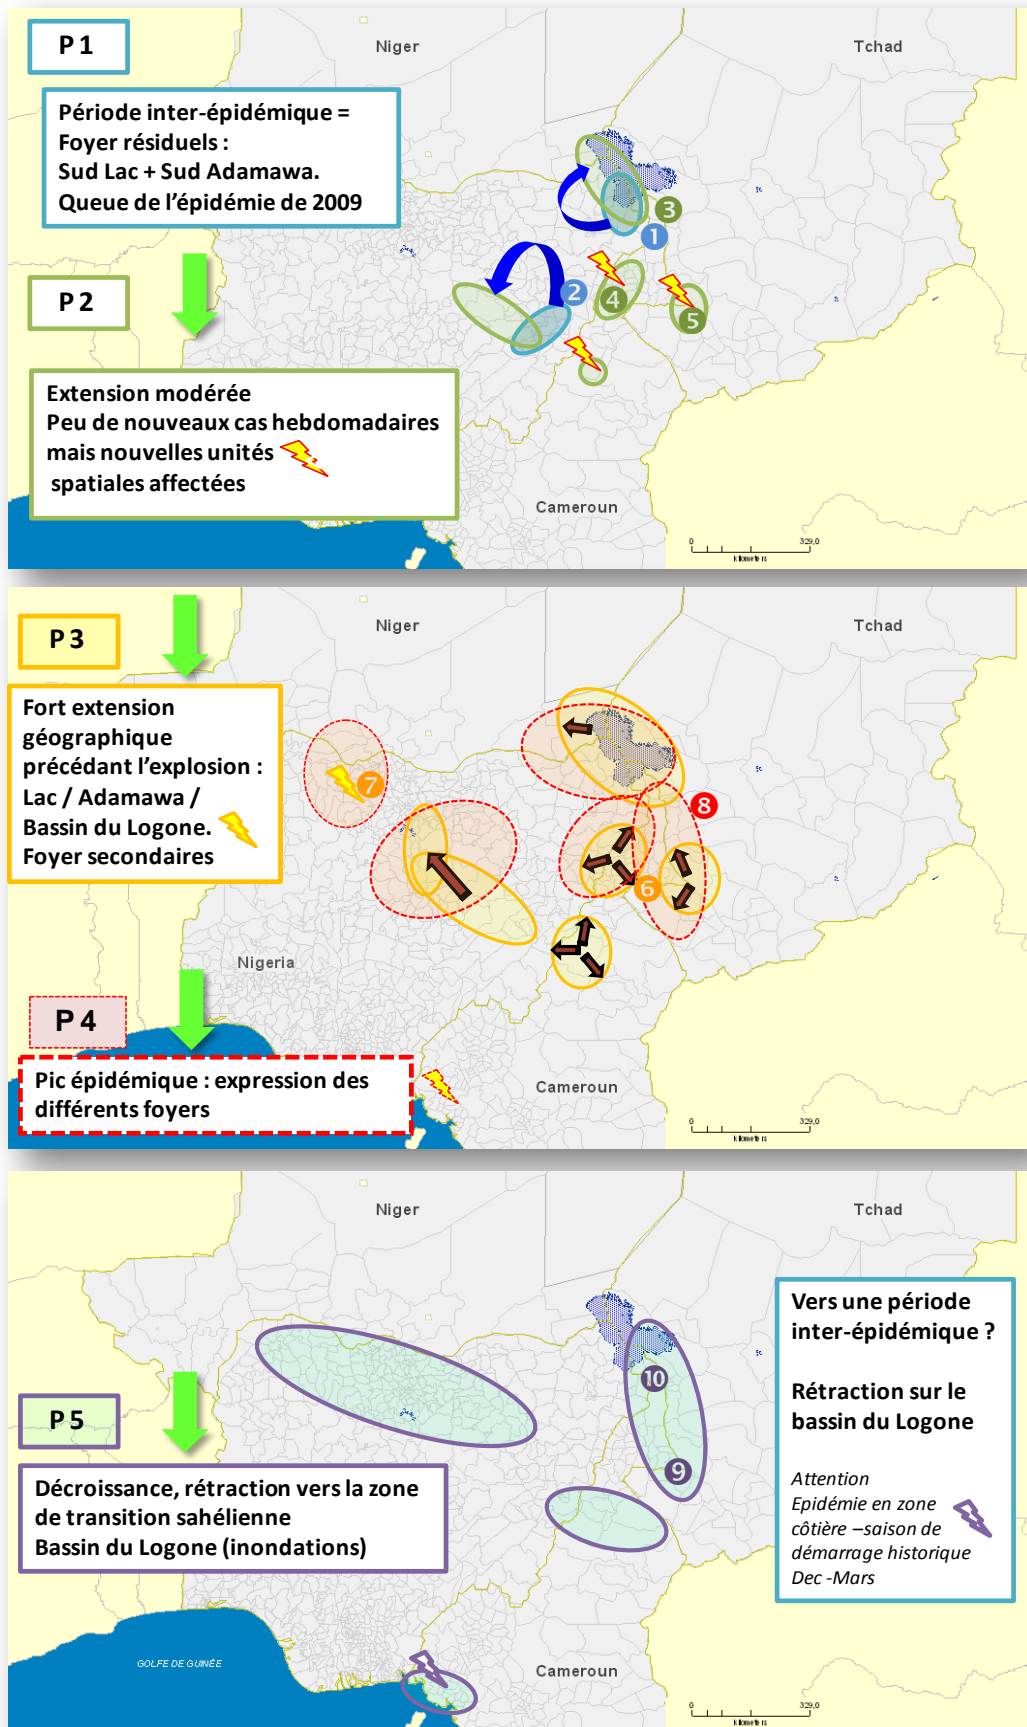 P 1
Niger
Tchad
Période inter-épidémique =
Foyer résiduels :
Sud Lac + Sud Adamawa.
Queue de l'épidémie de 2009
3
1
2
4
5
P 2
Extension modérée
Peu de nouveaux cas hebdomadaires
mais nouvelles unités
spatiales affectées
Cameroun
0 329,0
kilometers
P 3
Niger
Tchad
Fort extension
géographique
précédant l'explosion :
Lac / Adamawa /
Bassin du Logone.
Foyer secondaires
7
8
6
Nigeria
P 4
Pic épidémique : expression des
différents foyers
Cameroun
0 329,0
kilometers
Niger
Tchad
Vers une période
inter-épidémique ?
Rétraction sur le
bassin du Logone
Attention
Epidémie en zone
côtière –saison de
démarrage historique
Dec -Mars
10
9
P 5
Décroissance, rétraction vers la zone
de transition sahélienne
Bassin du Logone (inondations)
GOLFE DE GUINÉE
Cameroun
0 329,0
kilometers